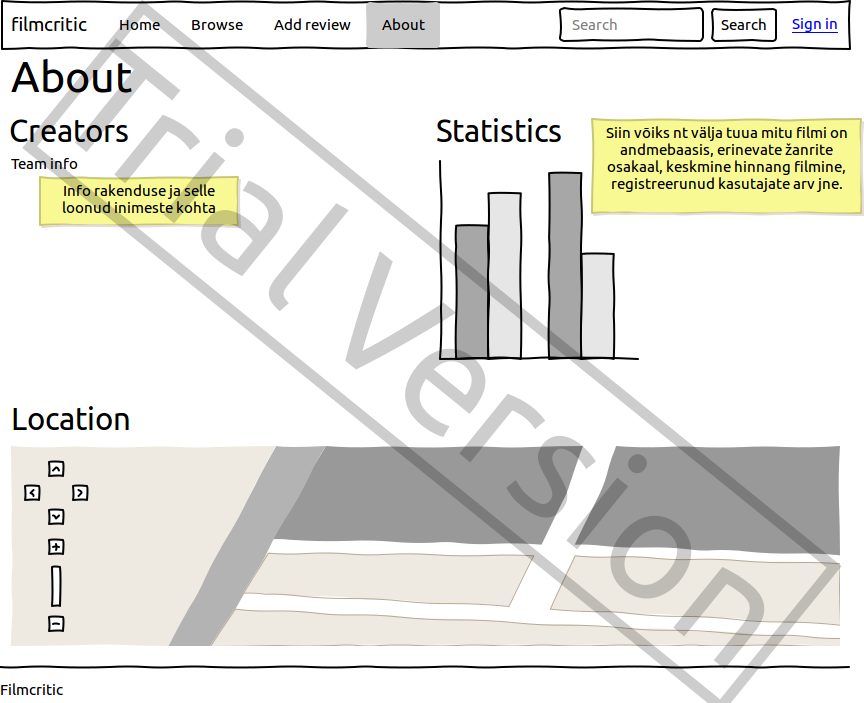 filmcritic Home Browse Add review About Search Search Sign in
About
Creators
Team info
Info rakenduse ja selle
loonud inimeste kohta
Statistics
Siin võiks nt välja tuua mitu filmi on
andmebaasis, erinevate žanrite
osakaal, keskmine hinnang filmine,
registreerunud kasutajate arv jne.
Location
Filmcritic
Trial Version